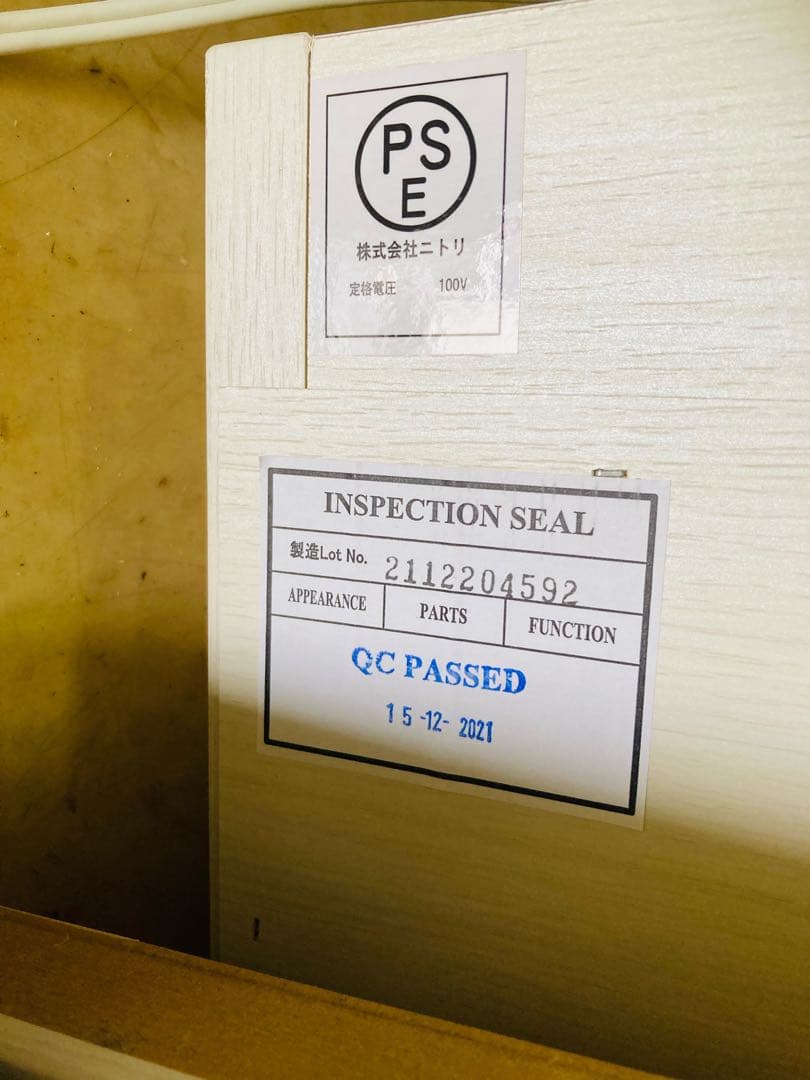 PS
E
株式会社ニトリ
定格電圧 100V
INSPECTION SEAL
製造Lot No. 2112204592
APPEARANCE PARTS FUNCTION
QC PASSED
15-12-2021